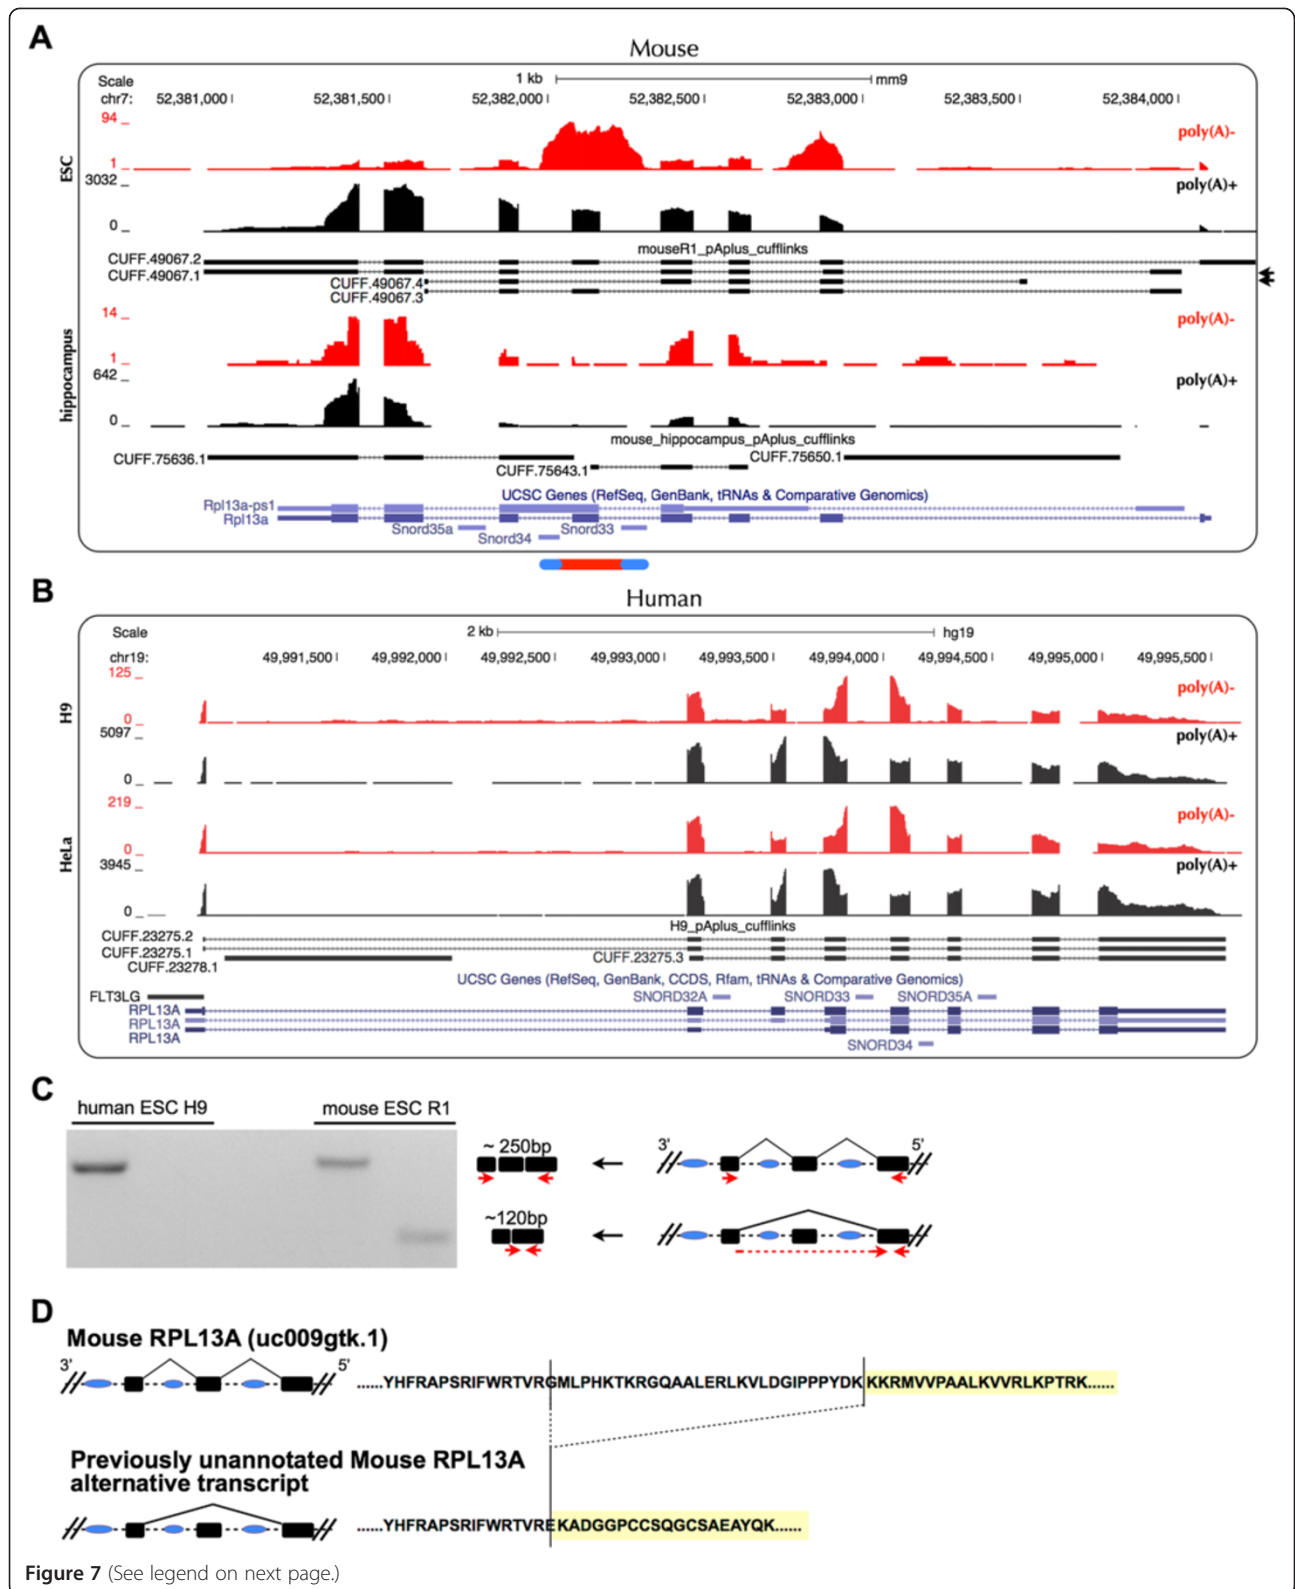 A
Mouse
Scale
1 kb
mm9
chr7:
52,381,000
52,381,500
52,382,000
52,382,500
52,383,000
52,383,500
52,384,000
ESC
94
1
poly(A)-
3032
0
poly(A)+
mouseR1_pAplus_cufflinks
CUFF.49067.2
CUFF.49067.1
CUFF.49067.4
CUFF.49067.3
hippocampus
14
1
poly(A)-
642
0
poly(A)+
mouse_hippocampus_pAplus_cufflinks
CUFF.75636.1
CUFF.75643.1
CUFF.75650.1
UCSC Genes (RefSeq, GenBank, tRNAs & Comparative Genomics)
Rpl13a-ps1
Rpl13a
Snord35a
Snord34
Snord33
B
Human
Scale
2 kb
hg19
chr19:
49,991,500
49,992,000
49,992,500
49,993,000
49,993,500
49,994,000
49,994,500
49,995,000
49,995,500
H9
125
0
poly(A)-
5097
0
poly(A)+
HeLa
219
0
poly(A)-
3945
0
poly(A)+
H9_pAplus_cufflinks
CUFF.23275.2
CUFF.23275.1
CUFF.23278.1
CUFF.23275.3
UCSC Genes (RefSeq, GenBank, CCDS, Rfam, tRNAs & Comparative Genomics)
FLT3LG
SNORD32A
SNORD33
SNORD35A
RPL13A
RPL13A
RPL13A
SNORD34
C
human ESC H9
mouse ESC R1
~ 250bp
3'
5'
~120bp
D
Mouse RPL13A (uc009gtk.1)
3'
5'
......YHFRAPSRIFWRTVRGMLPHKTKRGQAALERLKVLDGIPPPYDKKKRMVVPAALKVVRLKPTRK......
Previously unannotated Mouse RPL13A
alternative transcript
......YHFRAPSRIFWRTVREKADGGPCCSQGCSAEAYQK......
Figure 7 (See legend on next page.)